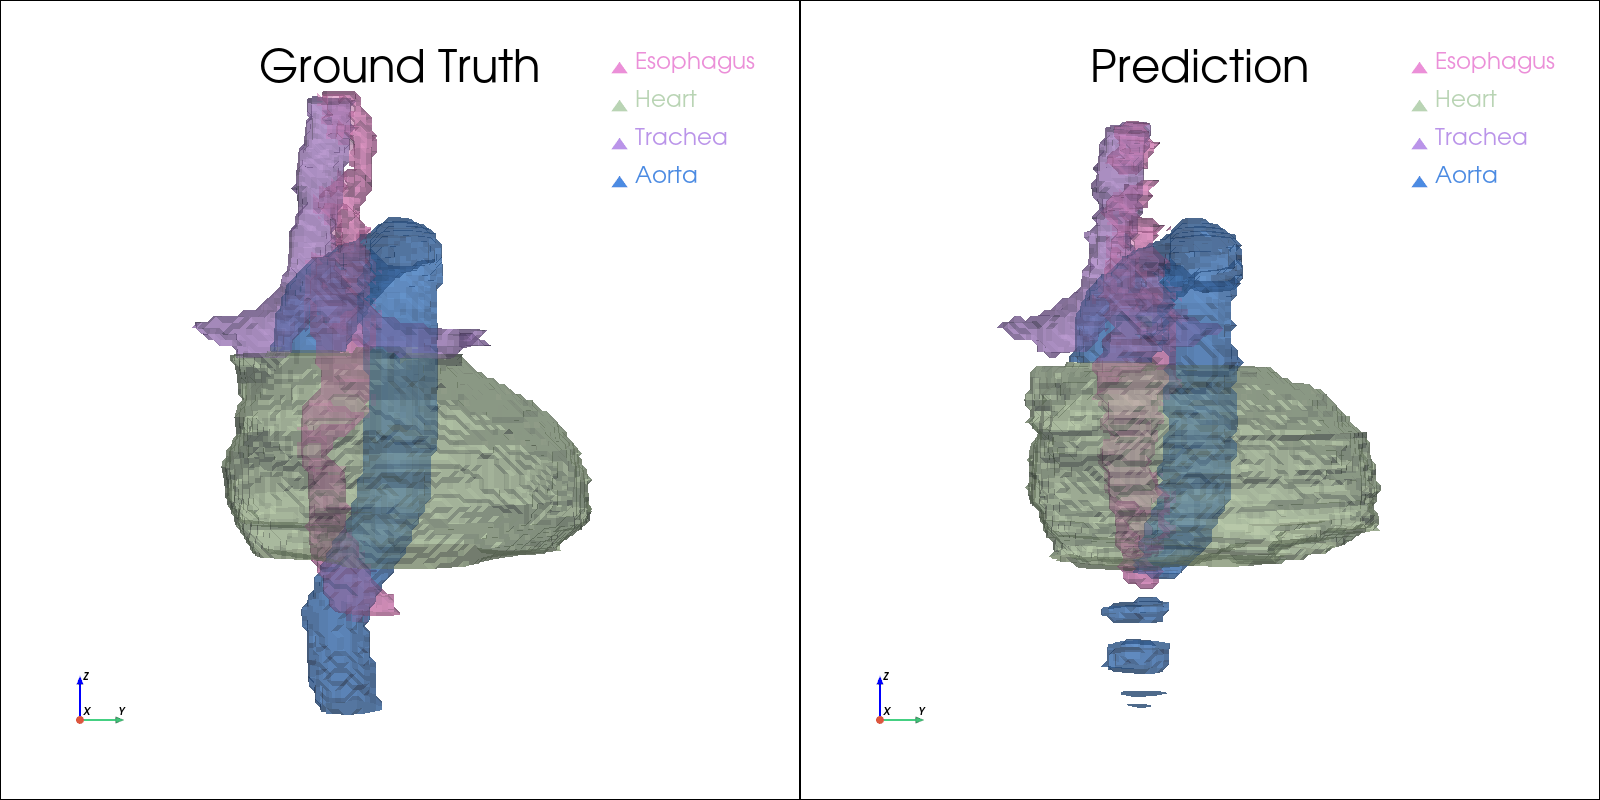 Ground Truth
Esophagus
Heart
Trachea
Aorta
Z
X
Y
Prediction
Esophagus
Heart
Trachea
Aorta
Z
X
Y